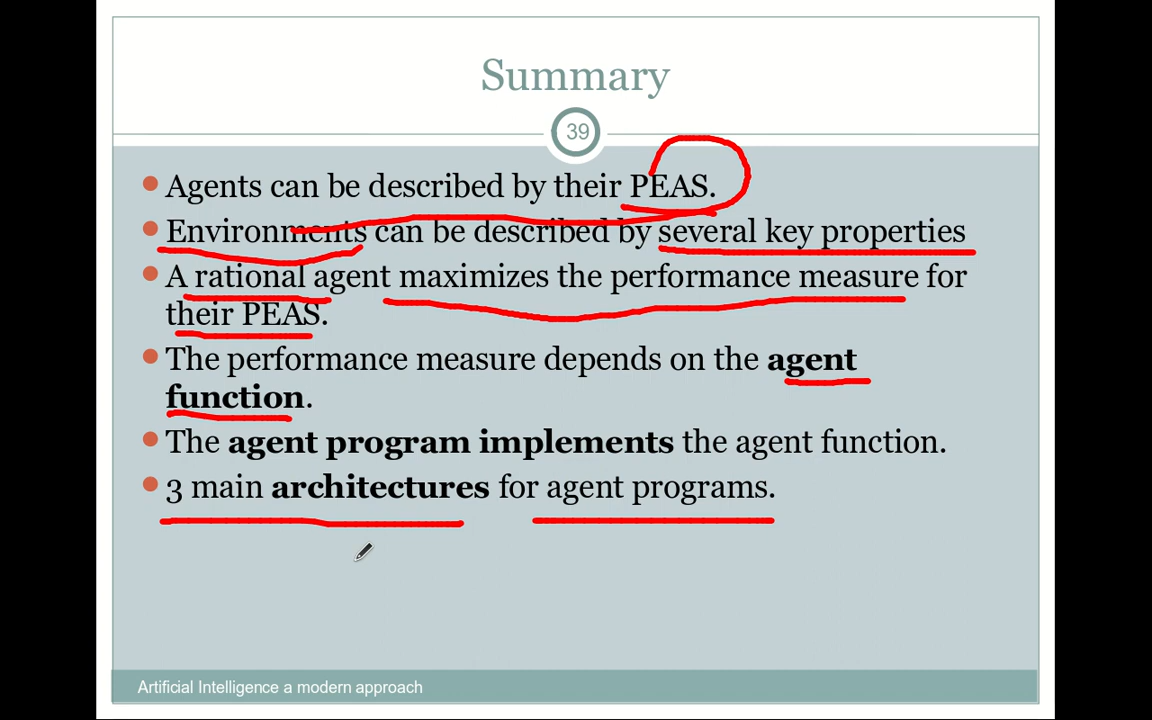 Summary
39
Agents can be described by their PEAS.
Environments can be described by several key properties
A rational agent maximizes the performance measure for
their PEAS.
The performance measure depends on the agent
function.
The agent program implements the agent function.
3 main architectures for agent programs.
Artificial Intelligence a modern approach